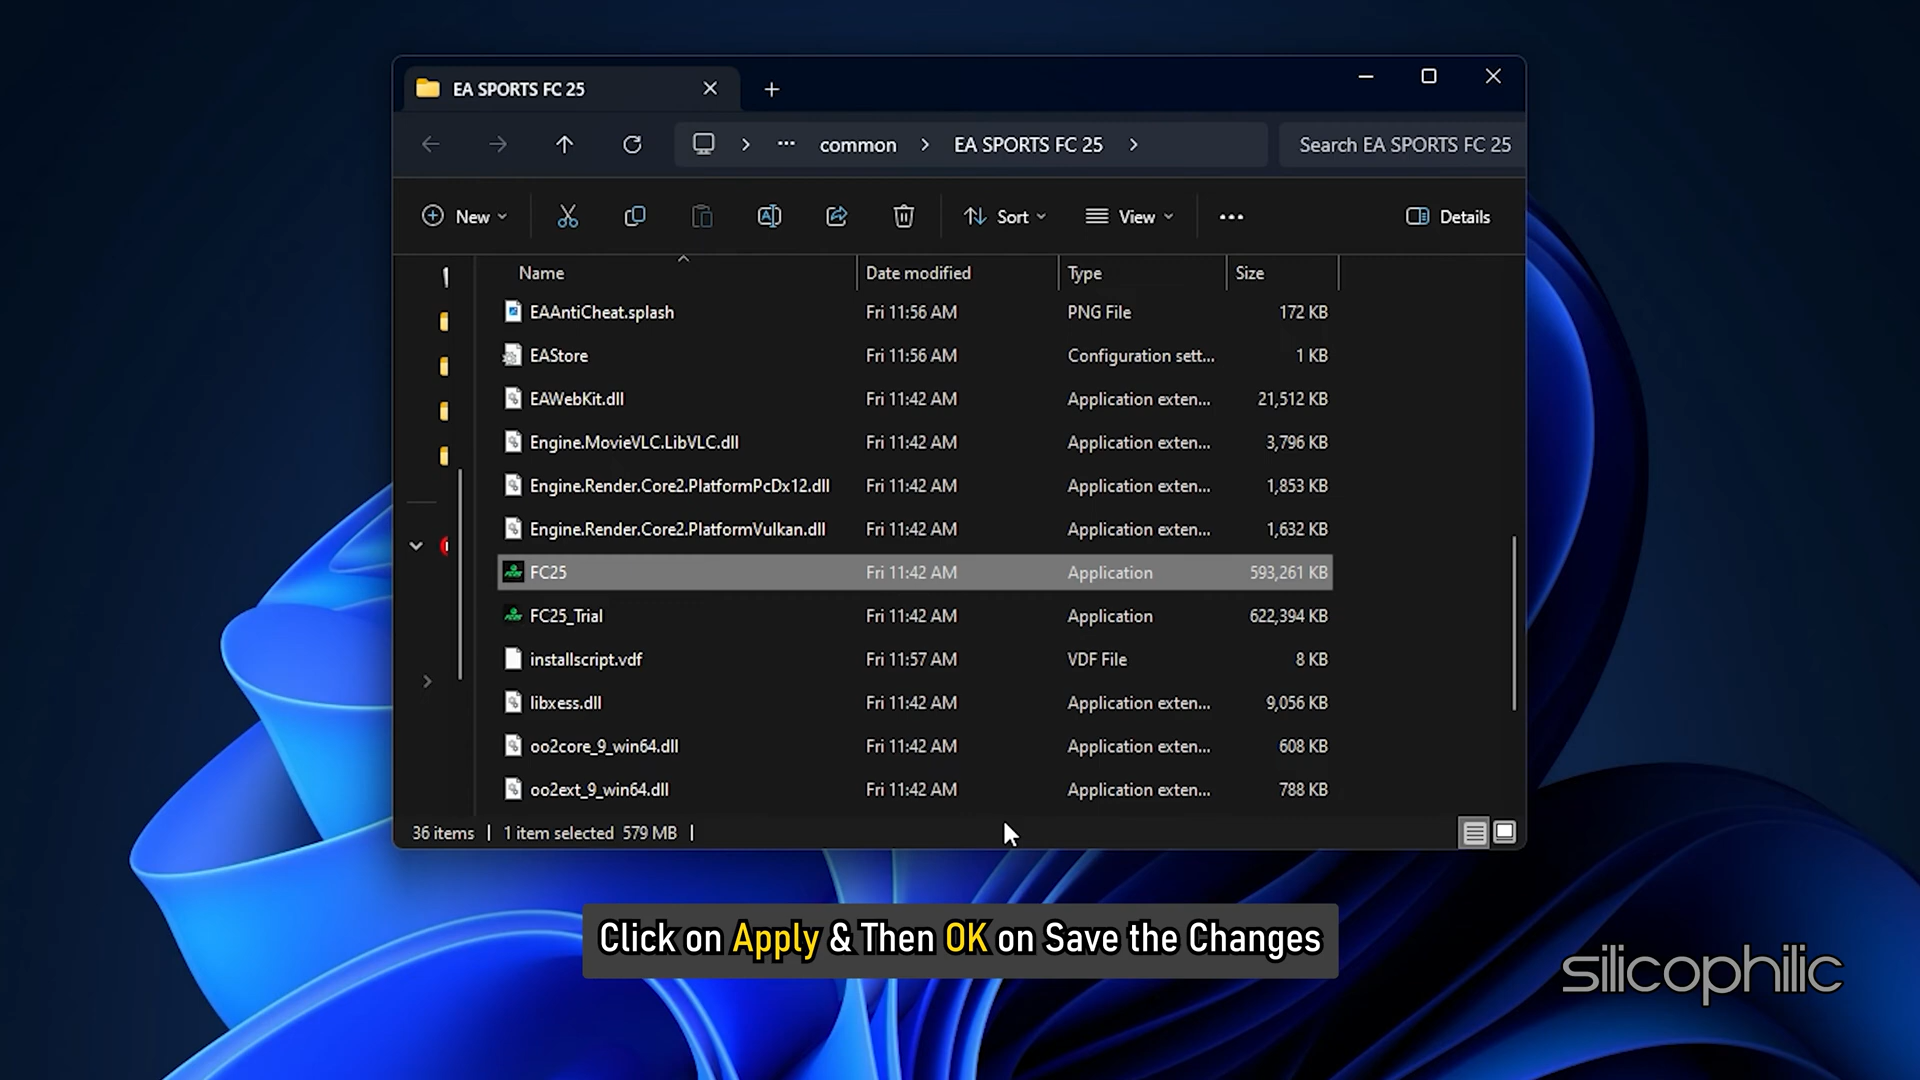 EA SPORTS FC 25
common
EA SPORTS FC 25
Search EA SPORTS FC 25
New
Sort
View
Details
Name Date modified Type Size
EAAntiCheat.splash Fri 11:56 AM PNG File 172 KB
EAStore Fri 11:56 AM Configuration sett... 1 KB
EAWebKit.dll Fri 11:42 AM Application exten... 21,512 KB
Engine.MovieVLC.LibVLC.dll Fri 11:42 AM Application exten... 3,796 KB
Engine.Render.Core2.PlatformPcDx12.dll Fri 11:42 AM Application exten... 1,853 KB
Engine.Render.Core2.PlatformVulkan.dll Fri 11:42 AM Application exten... 1,632 KB
FC25 Fri 11:42 AM Application 593,261 KB
FC25_Trial Fri 11:42 AM Application 622,394 KB
installscript.vdf Fri 11:57 AM VDF File 8 KB
libxess.dll Fri 11:42 AM Application exten... 9,056 KB
oo2core_9_win64.dll Fri 11:42 AM Application exten... 608 KB
oo2ext_9_win64.dll Fri 11:42 AM Application exten... 788 KB
36 items | 1 item selected 579 MB |
Click on Apply & Then OK on Save the Changes
silicophilic